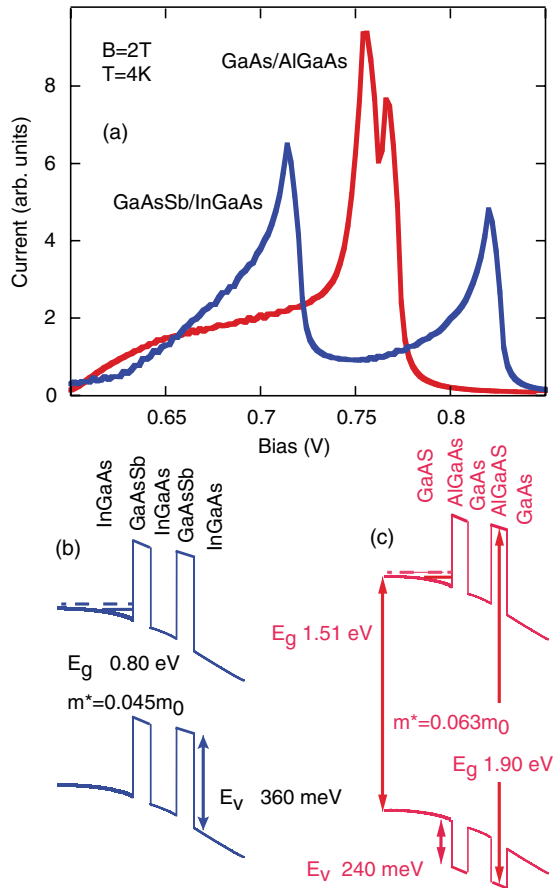 B=2T
T=4K
(a)
GaAs/AlGaAs
GaAsSb/InGaAs
Current (arb. units)
8
6
4
2
0
0.65
0.7
0.75
0.8
Bias (V)
(b)
InGaAs
GaAsSb
InGaAs
GaAsSb
InGaAs
Eg 0.80 eV
m*=0.045m0
Ev 360 meV
(c)
GaAS
AlGaAs
GaAs
AlGaAS
GaAs
Eg 1.51 eV
m*=0.063m0
Eg 1.90 eV
Ev 240 meV